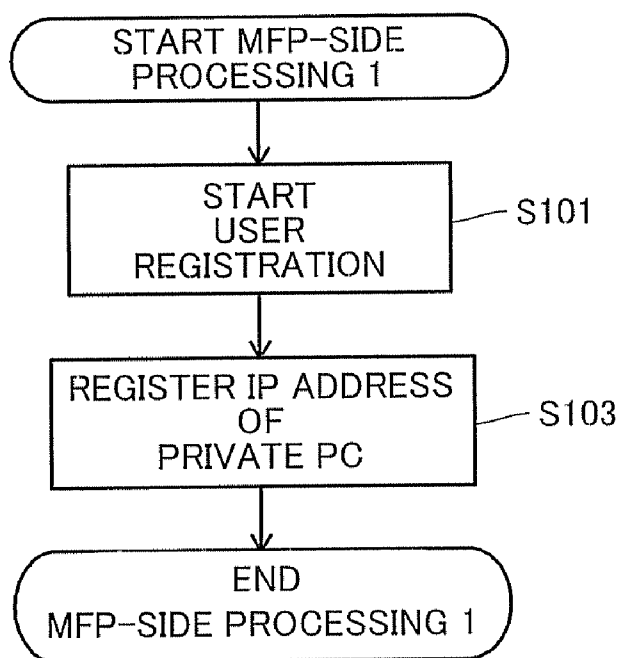 START MFP-SIDE
PROCESSING 1
START
USER
REGISTRATION
S101
REGISTER IP ADDRESS
OF
PRIVATE PC
S103
END
MFP-SIDE PROCESSING 1